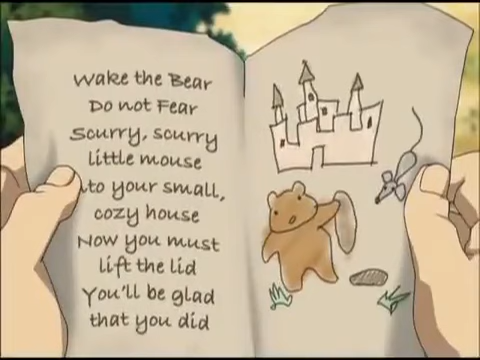 Wake the Bear
Do not Fear
Scurry, scurry
little mouse
to your small,
cozy house
Now you must
lift the lid
You'll be glad
that you did